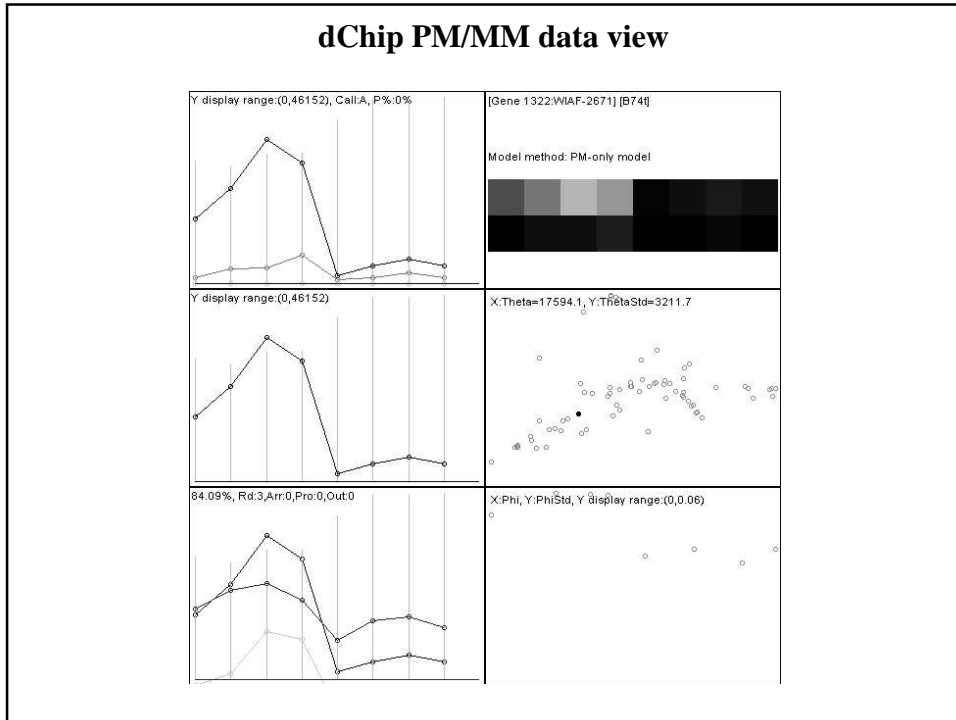 dChip PM/MM data view
Y display range:(0,46152), Call:A, P%:0%
[Gene 1322:WIAF-2671] [B74t]
Model method: PM-only model
Y display range:(0,46152)
X:Theta=17594.1, Y:ThetaStd=3211.7
84.09%, Rd:3,Arr:0,Pro:0,Out:0
X:Phi, Y:PhiStd, Y display range:(0,0.06)